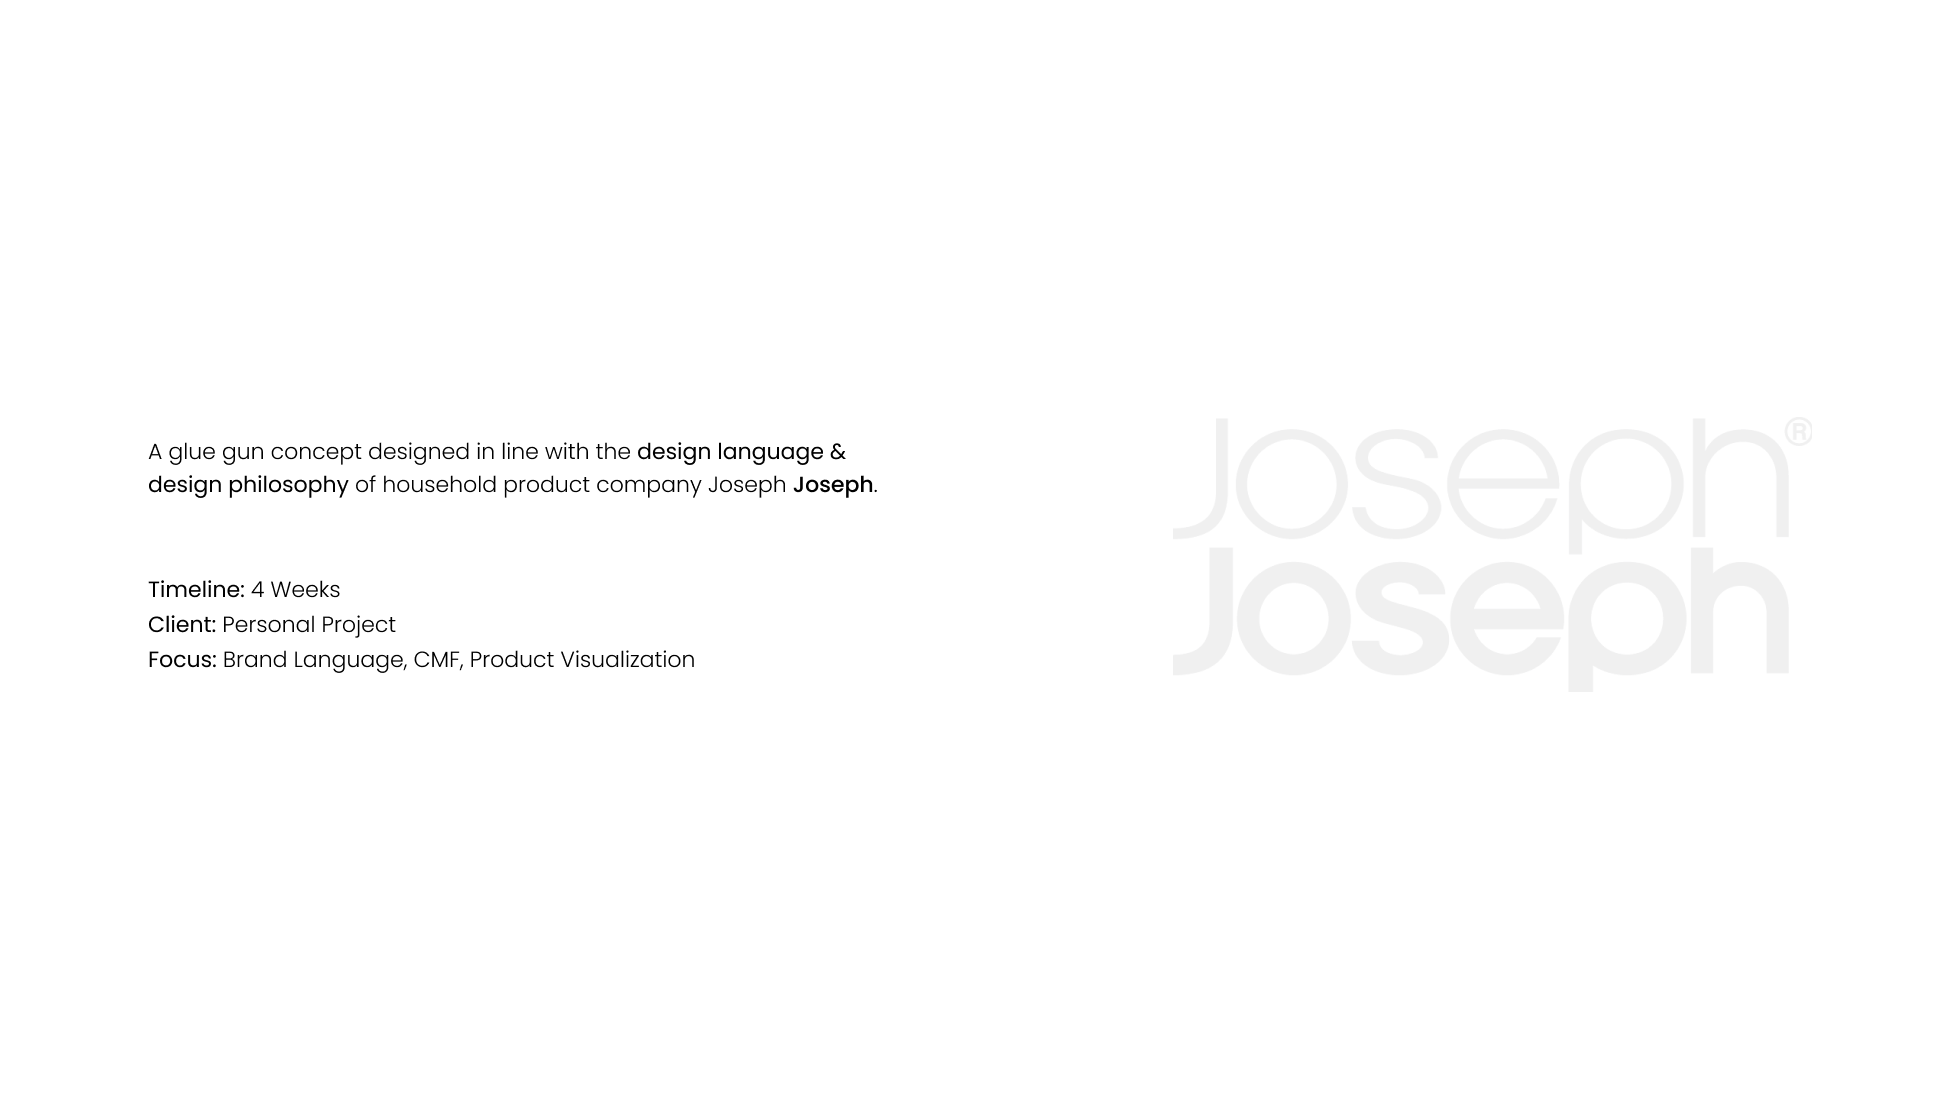 A glue gun concept designed in line with the design language &
design philosophy of household product company Joseph Joseph.
Timeline: 4 Weeks
Client: Personal Project
Focus: Brand Language, CMF, Product Visualization
Joseph®
Joseph